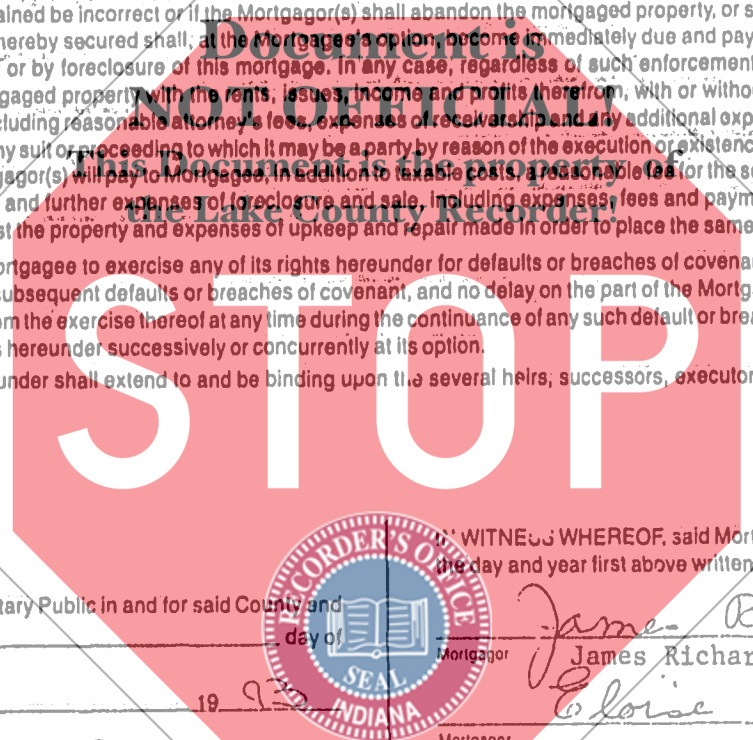 ained be incorrect or if the Mortgagor(s) shall abandon the mortgaged property, or s
hereby secured shall, at the Mortgagee's option, become immediately due and pay
Document is
or by foreclosure of this mortgage. In any case, regardless of such enforcement
gaged property with the rents, issues, income and profits therefrom, with or witho
NOT OFFICIAL!
cluding reasonable attorney's fees, expenses of receivership and any additional exp
ny suit or proceeding to which it may be a party by reason of the execution or existenc
This Document is the property of
gagor(s) will pay to Mortgagee, in addition to taxable costs, a reasonable fee for the s
and further expenses of foreclosure and sale, including expenses, fees and paym
the Lake County Recorder!
st the property and expenses of upkeep and repair made in order to place the same
ortgagee to exercise any of its rights hereunder for defaults or breaches of covena
subsequent defaults or breaches of covenant, and no delay on the part of the Mortg
om the exercise thereof at any time during the continuance of any such default or brea
s hereunder successively or concurrently at its option.
under shall extend to and be binding upon the several heirs, successors, executor
STOP
WITNESS WHEREOF, said Mor
the day and year first above written
RECORDER'S OFFICE
SEAL
INDIANA
tary Public in and for said County and
day of
James R
Mortgagor
James Richar
19
Eloise
Mortgagor